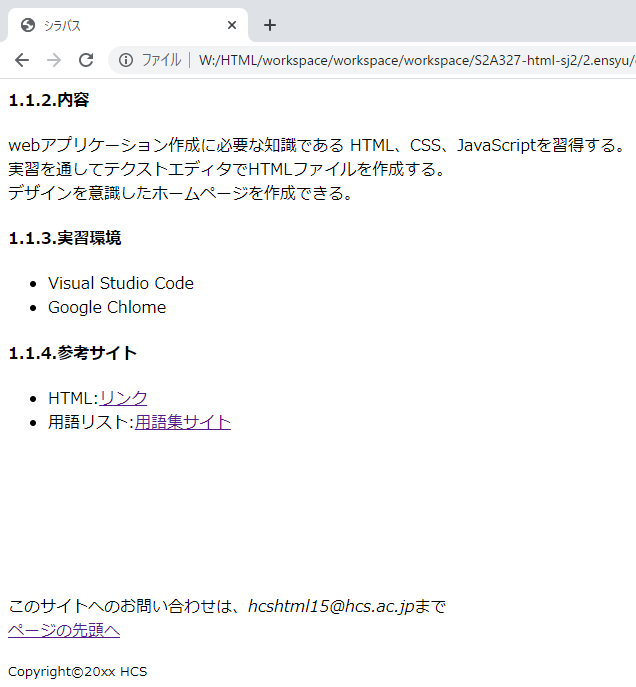 シラバス
ファイル | W:/HTML/workspace/workspace/workspace/S2A327-html-sj2/2.ensyu/
1.1.2.内容
webアプリケーション作成に必要な知識である HTML、CSS、JavaScriptを習得する。
実習を通してテクストエディタでHTMLファイルを作成する。
デザインを意識したホームページを作成できる。
1.1.3.実習環境
Visual Studio Code
Google Chlome
1.1.4.参考サイト
HTML:リンク
用語リスト:用語集サイト
このサイトへのお問い合わせは、hcshtml15@hcs.ac.jpまで
ページの先頭へ
Copyright©20xx HCS